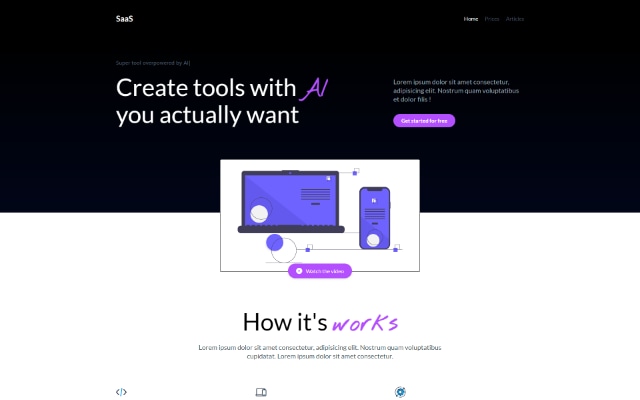 SaaS
Home Prices Articles
Super tool overpowered by AI|
Create tools with AI
you actually want
Lorem ipsum dolor sit amet consectetur,
adipisicing elit. Nostrum quam voluptatibus
et dolor filis !
Get started for free
Watch the video
How it's works
Lorem ipsum dolor sit amet consectetur, adipisicing elit. Nostrum quam voluptatibus
cupidatat. Lorem ipsum dolor sit amet consectetur.